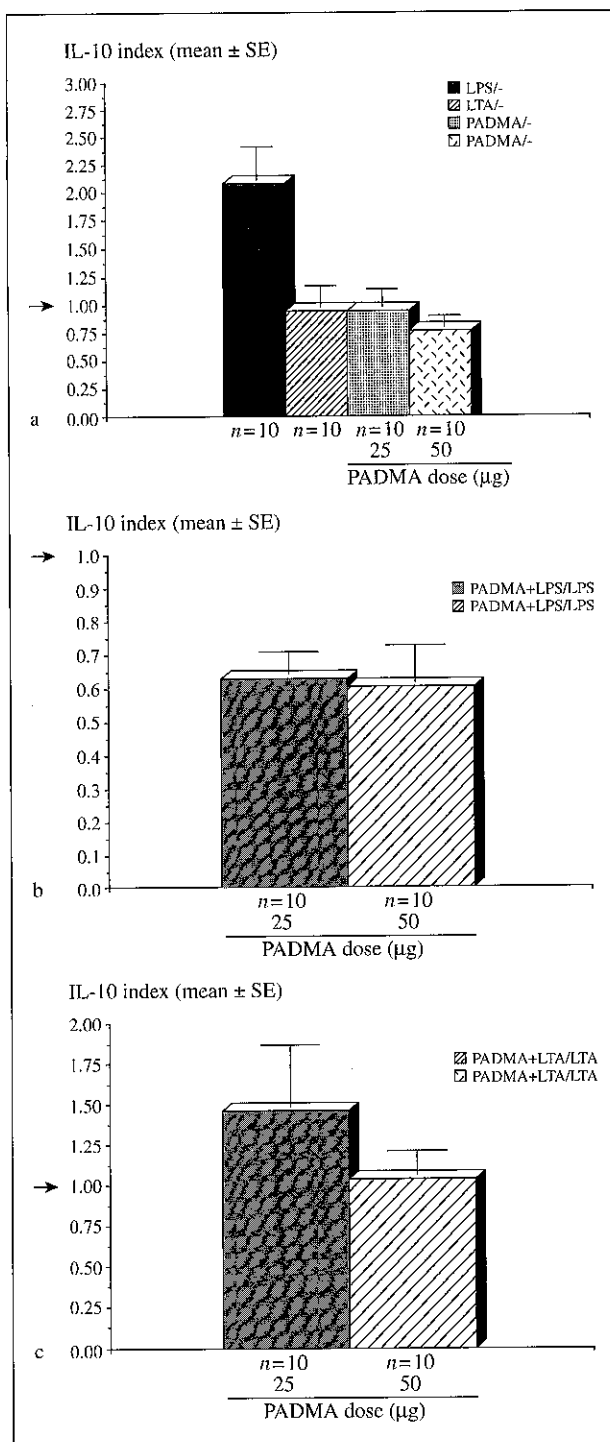 IL-10 index (mean ± SE)
3.00
2.75
2.50
2.25
2.00
1.75
1.50
1.25
1.00
0.75
0.50
0.25
0.00
LPS/-
LTA/-
PADMA/-
PADMA/-
a
n=10 n=10 n=10 n=10
25 50
PADMA dose (µg)
IL-10 index (mean ± SE)
1.0
0.9
0.8
0.7
0.6
0.5
0.4
0.3
0.2
0.1
0.0
PADMA+LPS/LPS
PADMA+LPS/LPS
b
n=10 n=10
25 50
PADMA dose (µg)
IL-10 index (mean ± SE)
2.00
1.75
1.50
1.25
1.00
0.75
0.50
0.25
0.00
PADMA+LTA/LTA
PADMA+LTA/LTA
c
n=10 n=10
25 50
PADMA dose (µg)